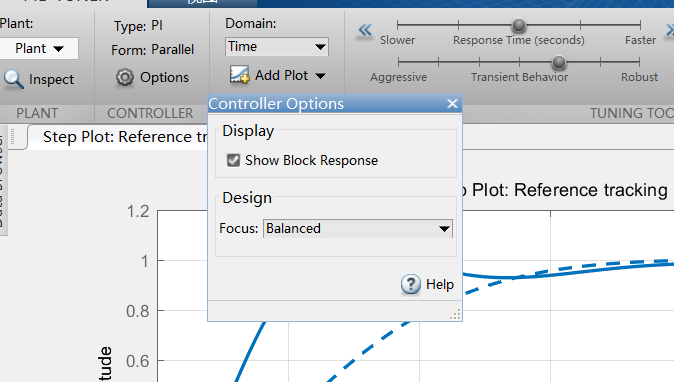 视图
Plant:
Type: PI
Domain:
Plant
Form: Parallel
Time
Slower
Response Time (seconds)
Faster
Inspect
Options
Add Plot
Aggressive
Transient Behavior
Robust
PLANT
CONTROLLER
TUNING TOO
Controller Options
Step Plot: Reference tr
Display
Show Block Response
Plot: Reference tracking
Design
Focus: Balanced
Help
1.2
1
0.8
0.6